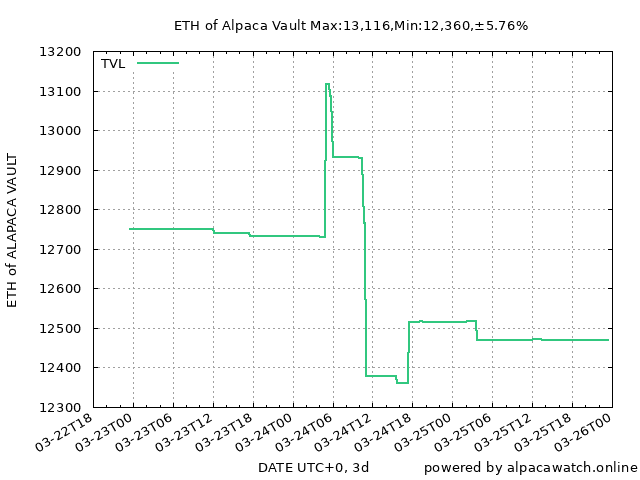 ETH of Alpaca Vault Max:13,116,Min:12,360,±5.76%
TVL
13200
13100
13000
12900
12800
12700
12600
12500
12400
12300
ETH of ALAPACA VAULT
03-22T18
03-23T00
03-23T06
03-23T12
03-23T18
03-24T00
03-24T06
03-24T12
03-24T18
03-25T00
03-25T06
03-25T12
03-25T18
03-26T00
DATE UTC+0, 3d
powered by alpacawatch.online